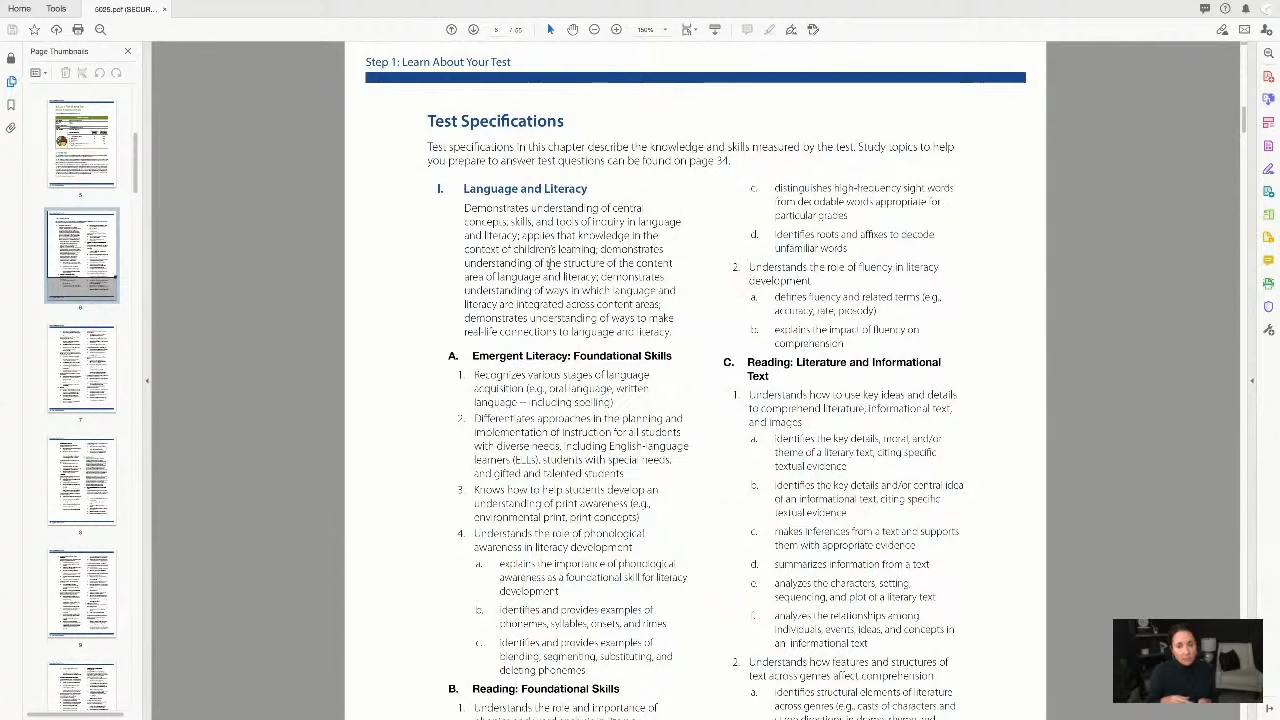 Home Tools 5025.pdf (SECUR... ×
6 / 65 150%
Page Thumbnails ×
5
6
7
8
9
Step 1: Learn About Your Test
Test Specifications
Test specifications in this chapter describe the knowledge and skills measured by the test. Study topics to help
you prepare to answer test questions can be found on page 34.
I. Language and Literacy
Demonstrates understanding of central
concepts, and tools of inquiry in language
and literacy; applies that knowledge in the
context of children's learning; demonstrates
understanding of the structure of the content
area of language and literacy; demonstrates
understanding of ways in which language and
literacy are integrated across content areas;
demonstrates understanding of ways to make
real-life connections to language and literacy.
A. Emergent Literacy: Foundational Skills
1. stages of language
acquisition (e.g., oral language, written
language -- including spelling)
2. Differentiates approaches in the planning and
implementation of instruction for all students
with diverse needs, including English-language
learners, students with special needs,
and gifted and talented students
3. Knows how to help students develop an
understanding of print awareness (e.g.,
environmental print, print concepts)
4. Understands the role of phonological
awareness in literacy development
a. importance of phonological
awareness as a foundational skill for literacy
development
b. and provides examples of
rhymes, syllables, onsets, and rimes
c. identifies and provides examples of
blending, segmenting, substituting, and
deleting phonemes
B. Reading: Foundational Skills
1. Understands the role and importance of
c. distinguishes high-frequency sight words
from decodable words appropriate for
particular grades
d. identifies roots and affixes to decode
unfamiliar words
2. Understands the role of fluency in literacy
development
a. defines fluency and related terms (e.g.,
accuracy, rate, prosody)
b. the impact of fluency on
comprehension
C. Reading: Literature and Informational
Text
1. Understands how to use key ideas and details
to comprehend literature, informational text,
and images
a. identifies the key details, moral, and/or
theme of a literary text, citing specific
textual evidence
b. identifies the key details and/or central idea
of an informational text, citing specific
textual evidence
c. makes inferences from a text and supports
them with appropriate evidence
d. summarizes information from a text
e. analyzes the characters, setting,
sequencing, and plot of a literary text
f. analyzes the relationships among
individuals, events, ideas, and concepts in
an informational text
2. Understands how features and structures of
text across genres affect comprehension
a. structural elements of literature